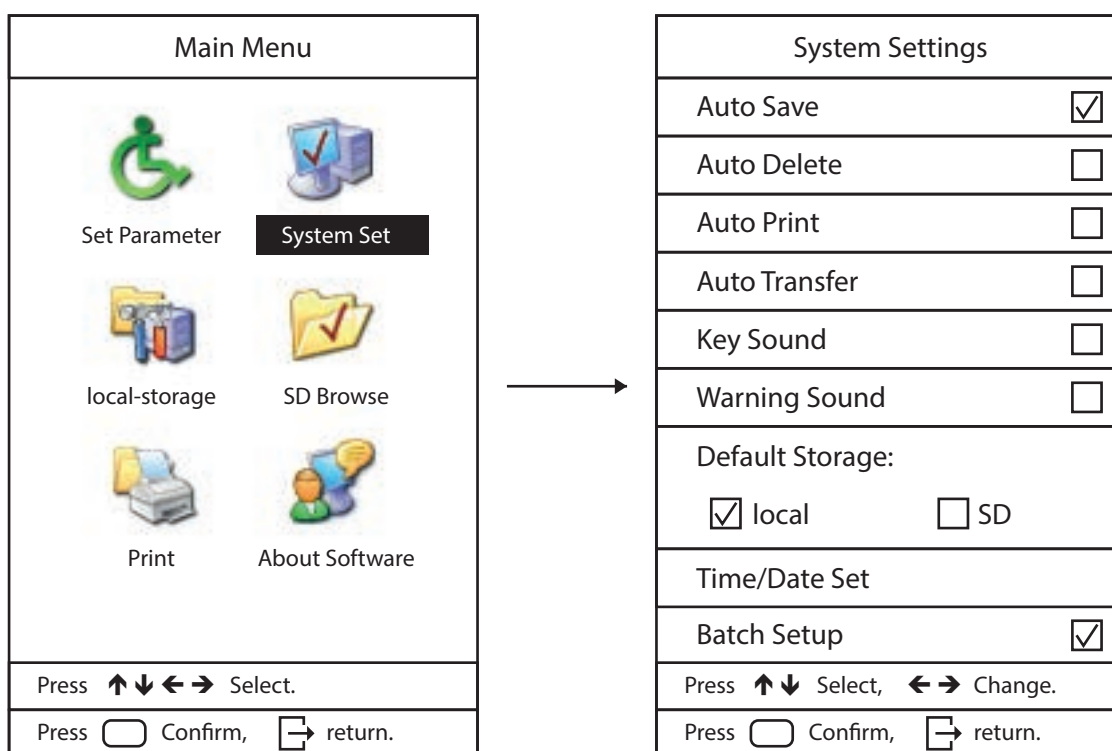 Main Menu
Set Parameter
System Set
local-storage
SD Browse
Print
About Software
Press ↑↓←→ Select.
Press Confirm, return.
System Settings
Auto Save
Auto Delete
Auto Print
Auto Transfer
Key Sound
Warning Sound
Default Storage:
local SD
Time/Date Set
Batch Setup
Press ↑↓ Select, ←→ Change.
Press Confirm, return.